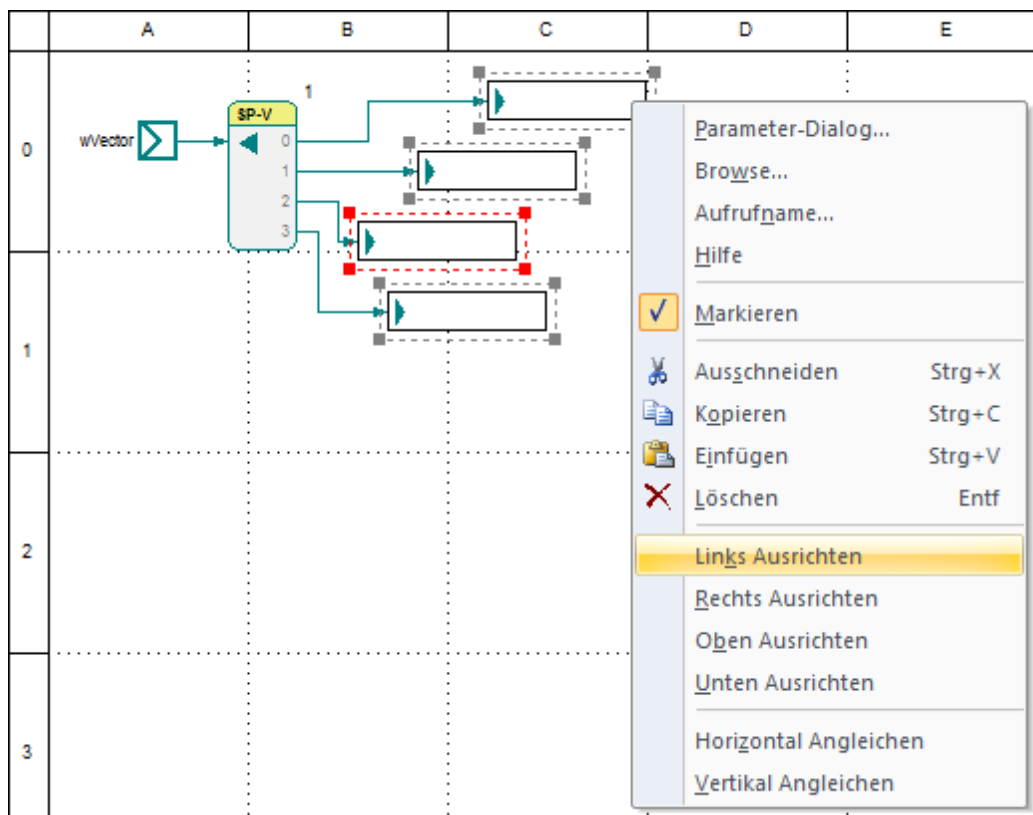 A B C D E
1
SP-V
0
wVector
0
1
2
3
1
2
3
Parameter-Dialog...
Browse...
Aufrufname...
Hilfe
Markieren
Ausschneiden Strg+X
Kopieren Strg+C
Einfügen Strg+V
Löschen Entf
Links Ausrichten
Rechts Ausrichten
Oben Ausrichten
Unten Ausrichten
Horizontal Angleichen
Vertikal Angleichen